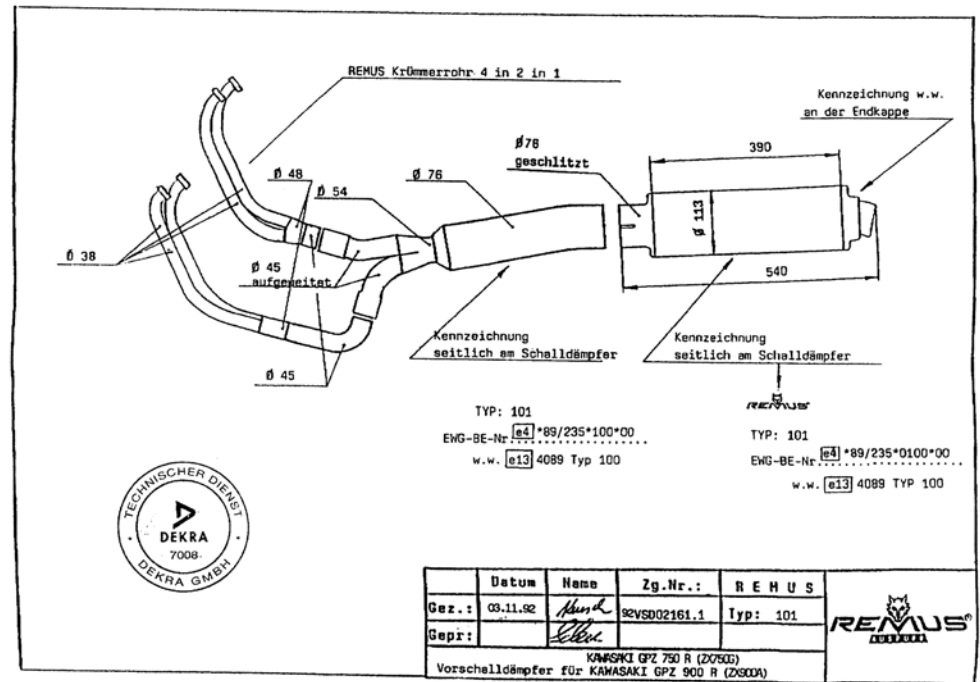 REMUS Krümmerrohr 4 in 2 in 1
Kennzeichnung w.w.
an der Endkappe
Ø78
geschlitzt
390
Ø 48
Ø 54
Ø 76
Ø 113
Ø 38
Ø 45
aufgeweitet
540
Kennzeichnung
seitlich am Schalldämpfer
Kennzeichnung
seitlich am Schalldämpfer
Ø 45
REMUS
TYP: 101
EWG-BE-Nr e4 *89/235*100*00
w.w. e13 4089 Typ 100
TYP: 101
EWG-BE-Nr. e4 *89/235*0100*00
w.w. e13 4089 TYP 100
TECHNISCHER DIENST
DEKRA
7008
DEKRA GMBH
Datum Name Zg.Nr.: REMUS
Gez.: 03.11.92 92VSD02161.1 Typ: 101
Gepr:
KAWASAKI GPZ 750 R (ZX750G)
Vorschalldämpfer für KAWASAKI GPZ 900 R (ZX900A)
REMUS®
AUSPUFF